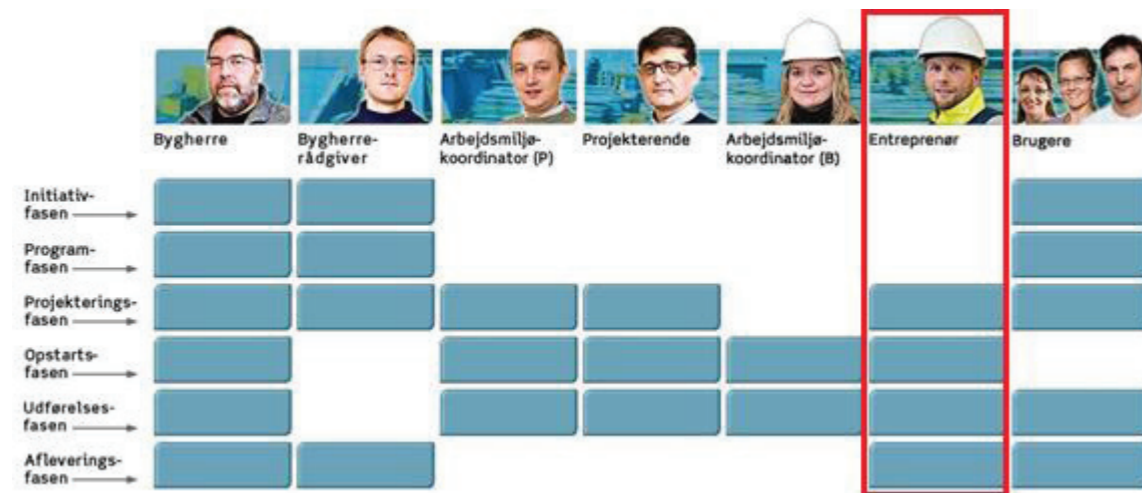 Bygherre
Bygherre-
rådgiver
Arbejdsmiljø-
koordinator (P)
Projekterende
Arbejdsmiljø-
koordinator (B)
Entreprenør
Brugere
Initiativ-
fasen
Program-
fasen
Projekterings-
fasen
Opstarts-
fasen
Udførelses-
fasen
Afleverings-
fasen